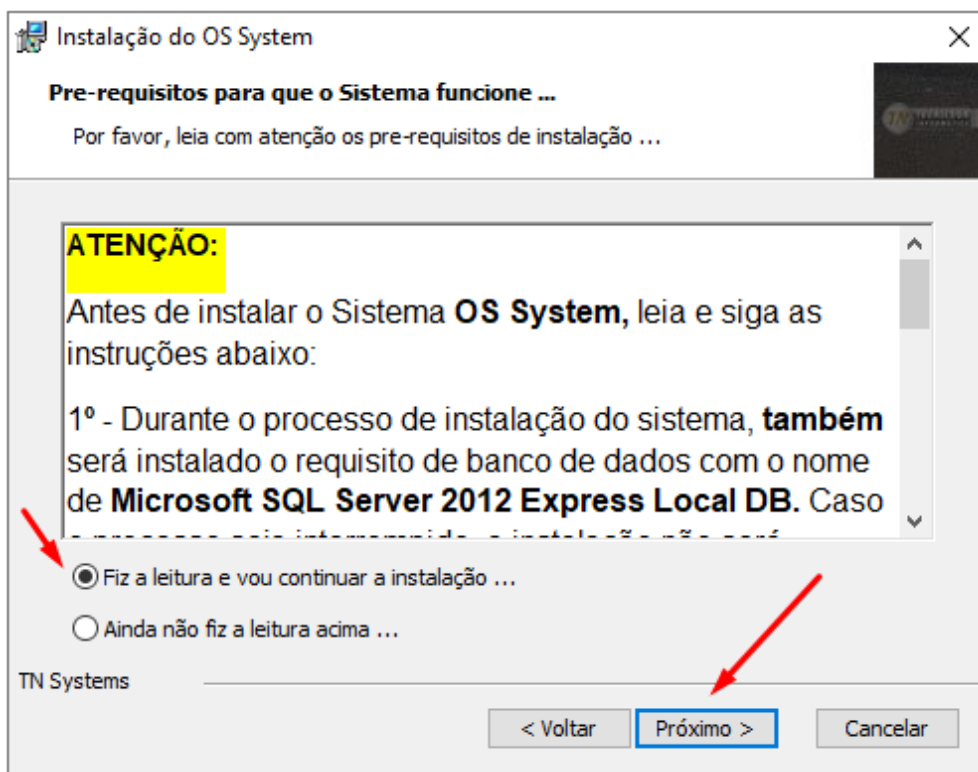 Instalação do OS System
Pre-requisitos para que o Sistema funcione ...
Por favor, leia com atenção os pre-requisitos de instalação ...
TN
ATENÇÃO:
Antes de instalar o Sistema OS System, leia e siga as
instruções abaixo:
1º - Durante o processo de instalação do sistema, também
será instalado o requisito de banco de dados com o nome
de Microsoft SQL Server 2012 Express Local DB. Caso
Fiz a leitura e vou continuar a instalação ...
Ainda não fiz a leitura acima ...
TN Systems
< Voltar
Próximo >
Cancelar